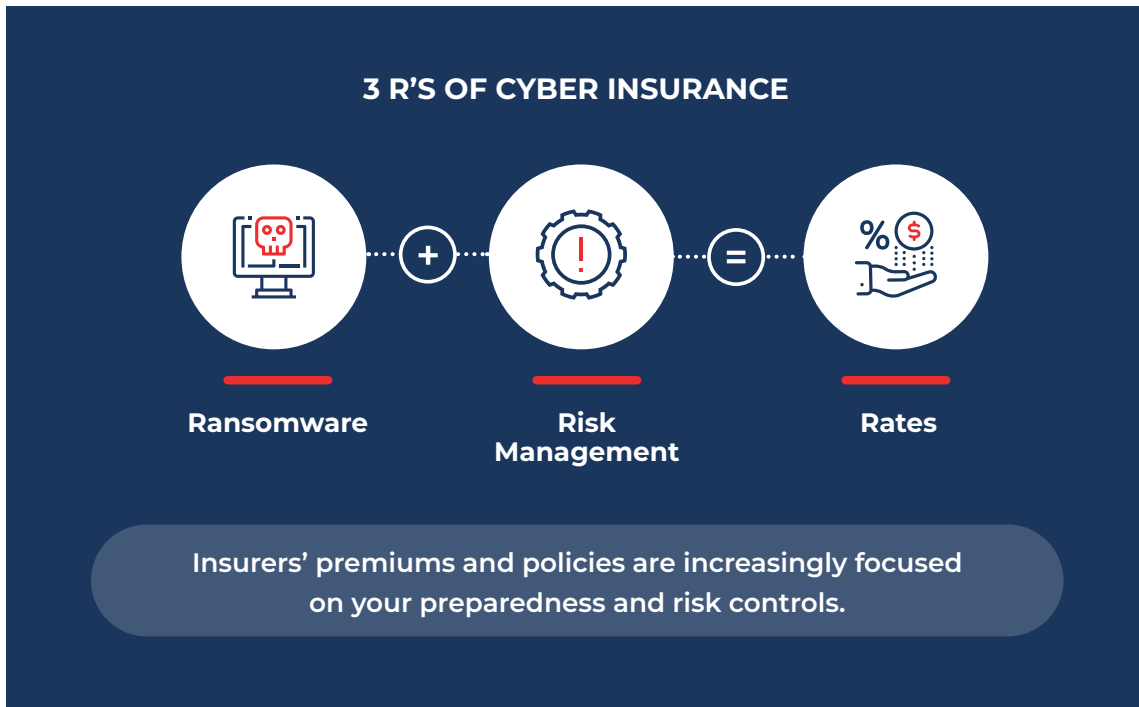 3 R’S OF CYBER INSURANCE
+
=
%
$
!
Ransomware
Risk
Management
Rates
Insurers’ premiums and policies are increasingly focused
on your preparedness and risk controls.